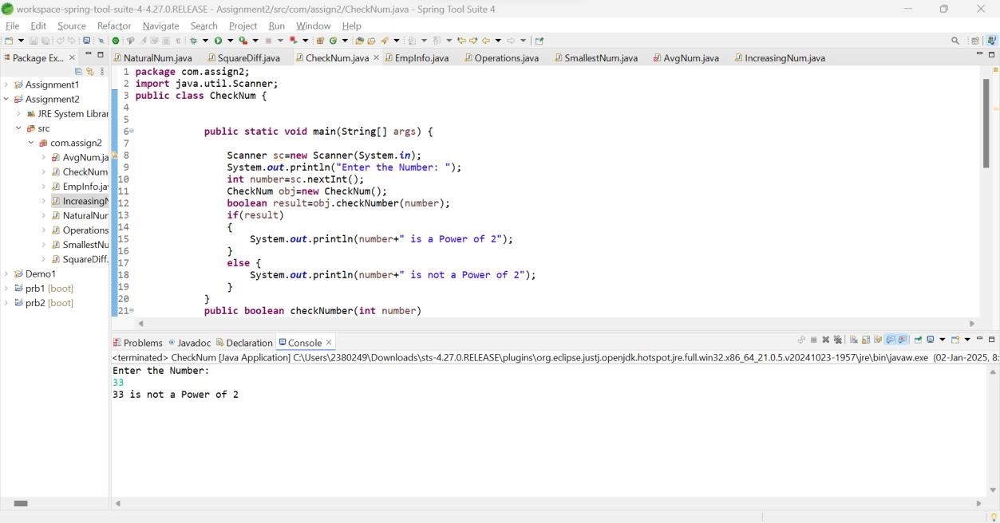 workspace-spring-tool-suite-4-4.27.0.RELEASE - Assignment2/src/com/assign2/CheckNum.java - Spring Tool Suite 4
File Edit Source Refactor Navigate Search Project Run Window Help
Package Ex...
NaturalNum.java SquareDiff.java CheckNum.java EmpInfo.java Operations.java SmallestNum.java AvgNum.java IncreasingNum.java
Assignment1
Assignment2
JRE System Librar
src
com.assign2
AvgNum.ja
CheckNum
EmpInfo.jav
IncreasingN
NaturalNur
Operations
SmallestNu
SquareDiff.
Demo1
prb1 [boot]
prb2 [boot]
1 package com.assign2;
2 import java.util.Scanner;
3 public class CheckNum {
4
5
6 public static void main(String[] args) {
7
8 Scanner sc=new Scanner(System.in);
9 System.out.println("Enter the Number: ");
10 int number=sc.nextInt();
11 CheckNum obj=new CheckNum();
12 boolean result=obj.checkNumber(number);
13 if(result)
14 {
15 System.out.println(number+" is a Power of 2");
16 }
17 else {
18 System.out.println(number+" is not a Power of 2");
19 }
20 }
21 public boolean checkNumber(int number)
Problems Javadoc Declaration Console
<terminated> CheckNum [Java Application] C:\Users\2380249\Downloads\sts-4.27.0.RELEASE\plugins\org.eclipse.justj.openjdk.hotspot.jre.full.win32.x86_64_21.0.5.v20241023-1957\jre\bin\javaw.exe (02-Jan-2025, 8:
Enter the Number:
33
33 is not a Power of 2